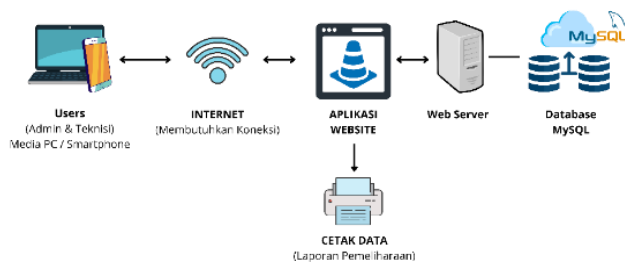 MySQL
Users
(Admin & Teknisi)
Media PC / Smartphone
INTERNET
(Membutuhkan Koneksi)
APLIKASI
WEBSITE
Web Server
Database
MySQL
CETAK DATA
(Laporan Pemeliharaan)